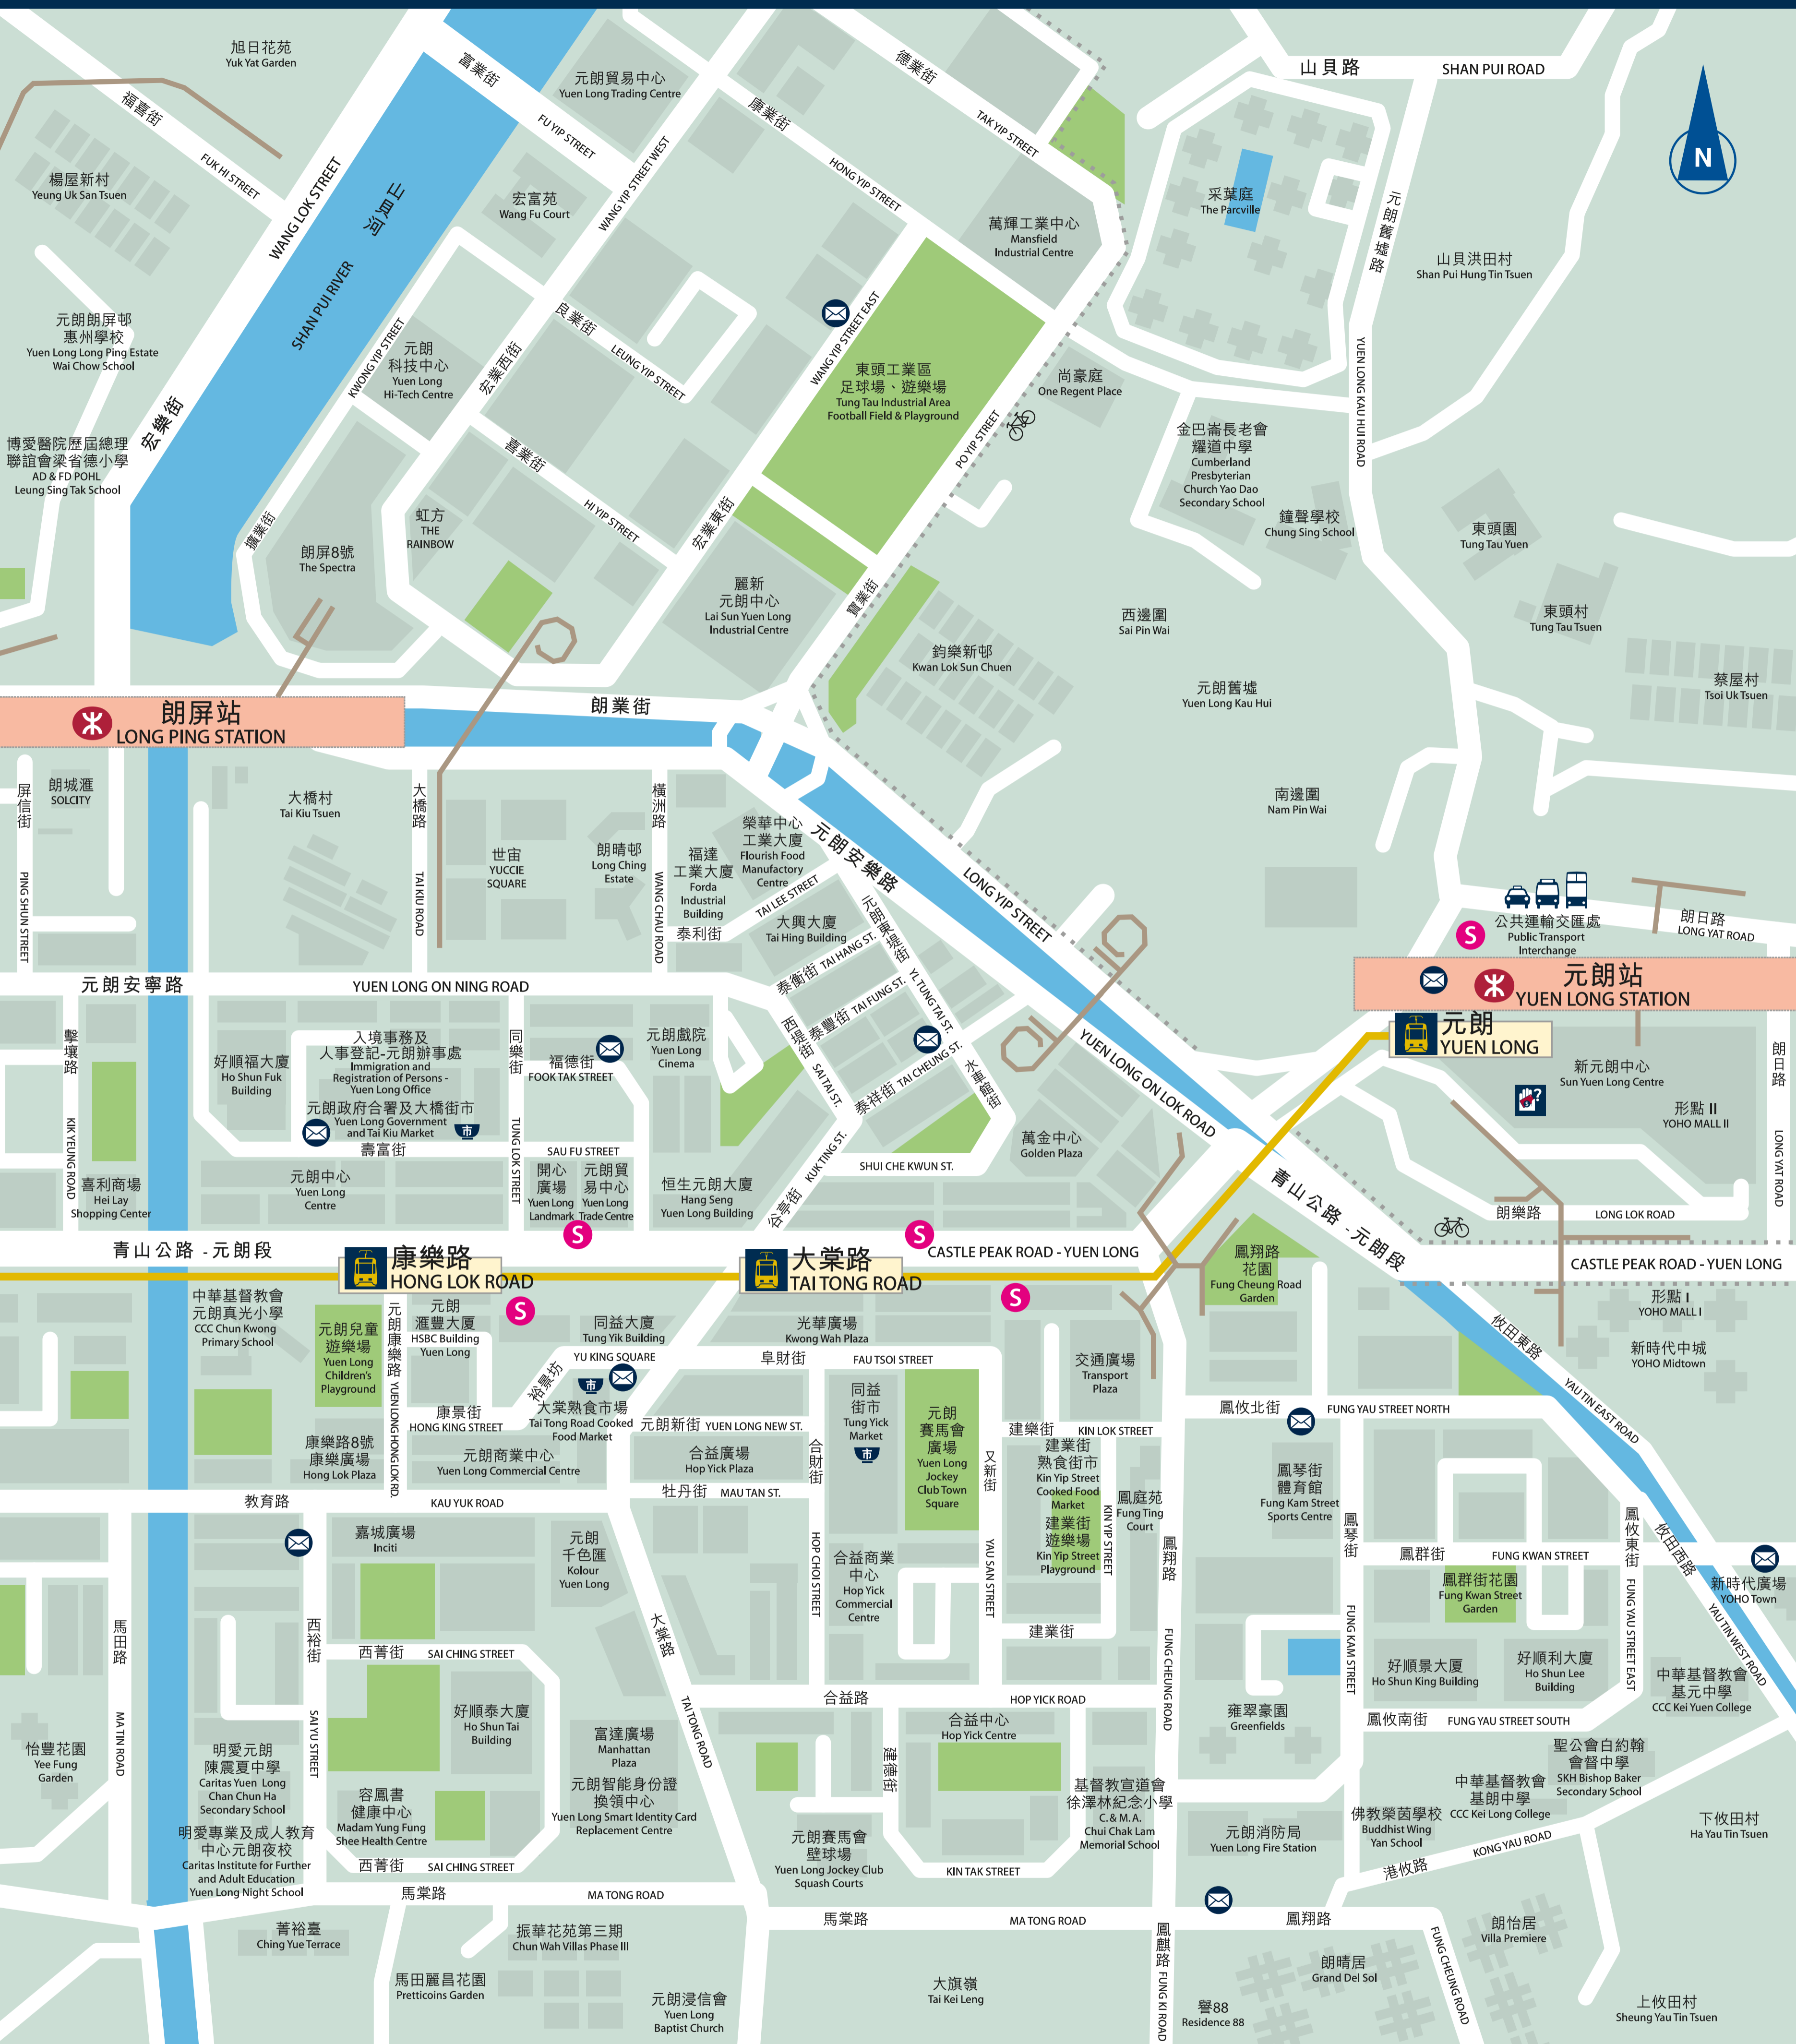 旭日花苑
Yuk Yat Garden
福喜街
FUK HI STREET
楊屋新村
Yeung Uk San Tsuen
WANG LOK STREET
宏樂街
山貝河
SHAN PUI RIVER
富業街
FU YIP STREET
元朗貿易中心
Yuen Long Trading Centre
宏富苑
Wang Fu Court
WANG YIP STREET WEST
宏業西街
康業街
HONG YIP STREET
德業街
TAK YIP STREET
萬輝工業中心
Mansfield
Industrial Centre
山貝路
SHAN PUI ROAD
N
采葉庭
The Parcville
元朗舊墟路
YUEN LONG KAU HUI ROAD
山貝洪田村
Shan Pui Hung Tin Tsuen
元朗朗屏邨
惠州學校
Yuen Long Long Ping Estate
Wai Chow School
博愛醫院歷屆總理
聯誼會梁省德小學
AD & FD POHL
Leung Sing Tak School
KWONG YIP STREET
擴業街
元朗
科技中心
Yuen Long
Hi-Tech Centre
良業街
LEUNG YIP STREET
喜業街
HI YIP STREET
WANG YIP STREET EAST
宏業東街
東頭工業區
足球場、遊樂場
Tung Tau Industrial Area
Football Field & Playground
PO YIP STREET
寶業街
尚豪庭
One Regent Place
金巴崙長老會
耀道中學
Cumberland
Presbyterian
Church Yao Dao
Secondary School
鐘聲學校
Chung Sing School
東頭園
Tung Tau Yuen
東頭村
Tung Tau Tsuen
蔡屋村
Tsoi Uk Tsuen
虹方
THE
RAINBOW
朗屏8號
The Spectra
麗新
元朗中心
Lai Sun Yuen Long
Industrial Centre
鈞樂新邨
Kwan Lok Sun Chuen
西邊圍
Sai Pin Wai
元朗舊墟
Yuen Long Kau Hui
南邊圍
Nam Pin Wai
朗屏站
LONG PING STATION
朗業街
LONG YIP STREET
屏信街
PING SHUN STREET
朗城滙
SOLCITY
大橋村
Tai Kiu Tsuen
大橋路
TAI KIU ROAD
世宙
YUCCIE
SQUARE
朗晴邨
Long Ching
Estate
橫洲路
WANG CHAU ROAD
福達
工業大廈
Forda
Industrial
Building
榮華中心
工業大廈
Flourish Food
Manufactory
Centre
TAI LEE STREET
泰利街
大興大廈
Tai Hing Building
元朗安樂路
YUEN LONG ON LOK ROAD
元朗東堤街
YI TUNG TAI ST.
泰衡街 TAI HANG ST.
泰豐街 TAI FUNG ST.
泰祥街 TAI CHEUNG ST.
西堤街
SAI TAI ST.
水車館街
SHUI CHE KWUN ST.
谷亭街
KUK TING ST.
萬金中心
Golden Plaza
公共運輸交匯處
Public Transport
Interchange
S
朗日路
LONG YAT ROAD
元朗站
YUEN LONG STATION
元朗
YUEN LONG
新元朗中心
Sun Yuen Long Centre
形點 II
YOHO MALL II
朗日路
LONG YAT ROAD
朗樂路
LONG LOK ROAD
元朗安寧路
YUEN LONG ON NING ROAD
擊壤路
KIK YEUNG ROAD
喜利商場
Hei Lay
Shopping Center
好順福大廈
Ho Shun Fuk
Building
入境事務及
人事登記-元朗辦事處
Immigration and
Registration of Persons -
Yuen Long Office
元朗政府合署及大橋街市
Yuen Long Government
and Tai Kiu Market
市
壽富街
SAU FU STREET
元朗中心
Yuen Long
Centre
同樂街
TUNG LOK STREET
福德街
FOOK TAK STREET
元朗戲院
Yuen Long
Cinema
開心
廣場
Yuen Long
Landmark
元朗貿
易中心
Yuen Long
Trade Centre
恒生元朗大廈
Hang Seng
Yuen Long Building
S
S
青山公路 - 元朗段
CASTLE PEAK ROAD - YUEN LONG
青山公路 - 元朗段
CASTLE PEAK ROAD - YUEN LONG
康樂路
HONG LOK ROAD
大棠路
TAI TONG ROAD
S
S
鳳翔路
花園
Fung Cheung Road
Garden
形點 I
YOHO MALL I
新時代中城
YOHO Midtown
攸田東路
YAU TIN EAST ROAD
中華基督教會
元朗真光小學
CCC Chun Kwong
Primary School
元朗兒童
遊樂場
Yuen Long
Children's
Playground
元朗康樂路
YUEN LONG HONG LOK RD.
元朗
滙豐大厦
HSBC Building
Yuen Long
同益大廈
Tung Yik Building
光華廣場
Kwong Wah Plaza
YU KING SQUARE
裕景坊
市
大棠熟食市場
Tai Tong Road Cooked
Food Market
康景街
HONG KING STREET
康樂路8號
康樂廣場
Hong Lok Plaza
元朗商業中心
Yuen Long Commercial Centre
阜財街
FAU TSOI STREET
元朗新街 YUEN LONG NEW ST.
合益廣場
Hop Yick Plaza
牡丹街 MAU TAN ST.
合財街
HOP CHOI STREET
同益
街市
Tung Yick
Market
市
元朗
賽馬會
廣場
Yuen Long
Jockey
Club Town
Square
又新街
YAU SAN STREET
交通廣場
Transport
Plaza
建樂街
KIN LOK STREET
建業街
熟食街市
Kin Yip Street
Cooked Food
Market
建業街
遊樂場
Kin Yip Street
Playground
KIN YIP STREET
建業街
鳳庭苑
Fung Ting
Court
鳳翔路
FUNG CHEUNG ROAD
鳳攸北街
FUNG YAU STREET NORTH
鳳琴街
體育館
Fung Kam Street
Sports Centre
鳳琴街
FUNG KAM STREET
鳳群街
FUNG KWAN STREET
鳳群街花園
Fung Kwan Street
Garden
鳳攸東街
FUNG YAU STREET EAST
攸田西路
YAU TIN WEST ROAD
新時代廣場
YOHO Town
教育路
KAU YUK ROAD
嘉城廣場
Inciti
元朗
千色匯
Kolour
Yuen Long
合益商業
中心
Hop Yick
Commercial
Centre
馬田路
MA TIN ROAD
西裕街
SAI YU STREET
西菁街
SAI CHING STREET
大棠路
TAI TONG ROAD
合益路
HOP YICK ROAD
好順泰大廈
Ho Shun Tai
Building
富達廣場
Manhattan
Plaza
元朗智能身份證
換領中心
Yuen Long Smart Identity Card
Replacement Centre
怡豐花園
Yee Fung
Garden
明愛元朗
陳震夏中學
Caritas Yuen Long
Chan Chun Ha
Secondary School
明愛專業及成人教育
中心元朗夜校
Caritas Institute for Further
and Adult Education
Yuen Long Night School
容鳳書
健康中心
Madam Yung Fung
Shee Health Centre
西菁街
SAI CHING STREET
建德街
KIN TAK STREET
合益中心
Hop Yick Centre
元朗賽馬會
壁球場
Yuen Long Jockey Club
Squash Courts
基督教宣道會
徐澤林紀念小學
C. & M. A.
Chui Chak Lam
Memorial School
雍翠豪園
Greenfields
好順景大廈
Ho Shun King Building
好順利大廈
Ho Shun Lee
Building
中華基督教會
基元中學
CCC Kei Yuen College
鳳攸南街
FUNG YAU STREET SOUTH
聖公會白約翰
會督中學
SKH Bishop Baker
Secondary School
中華基督教會
基朗中學
CCC Kei Long College
佛教榮茵學校
Buddhist Wing
Yan School
元朗消防局
Yuen Long Fire Station
港攸路
KONG YAU ROAD
下攸田村
Ha Yau Tin Tsuen
馬棠路
MA TONG ROAD
馬棠路
MA TONG ROAD
鳳翔路
FUNG CHEUNG ROAD
鳳麒路
FUNG KI ROAD
菁裕臺
Ching Yue Terrace
振華花苑第三期
Chun Wah Villas Phase III
馬田麗昌花園
Pretticoins Garden
元朗浸信會
Yuen Long
Baptist Church
大旗嶺
Tai Kei Leng
譽88
Residence 88
朗晴居
Grand Del Sol
朗怡居
Villa Premiere
上攸田村
Sheung Yau Tin Tsuen